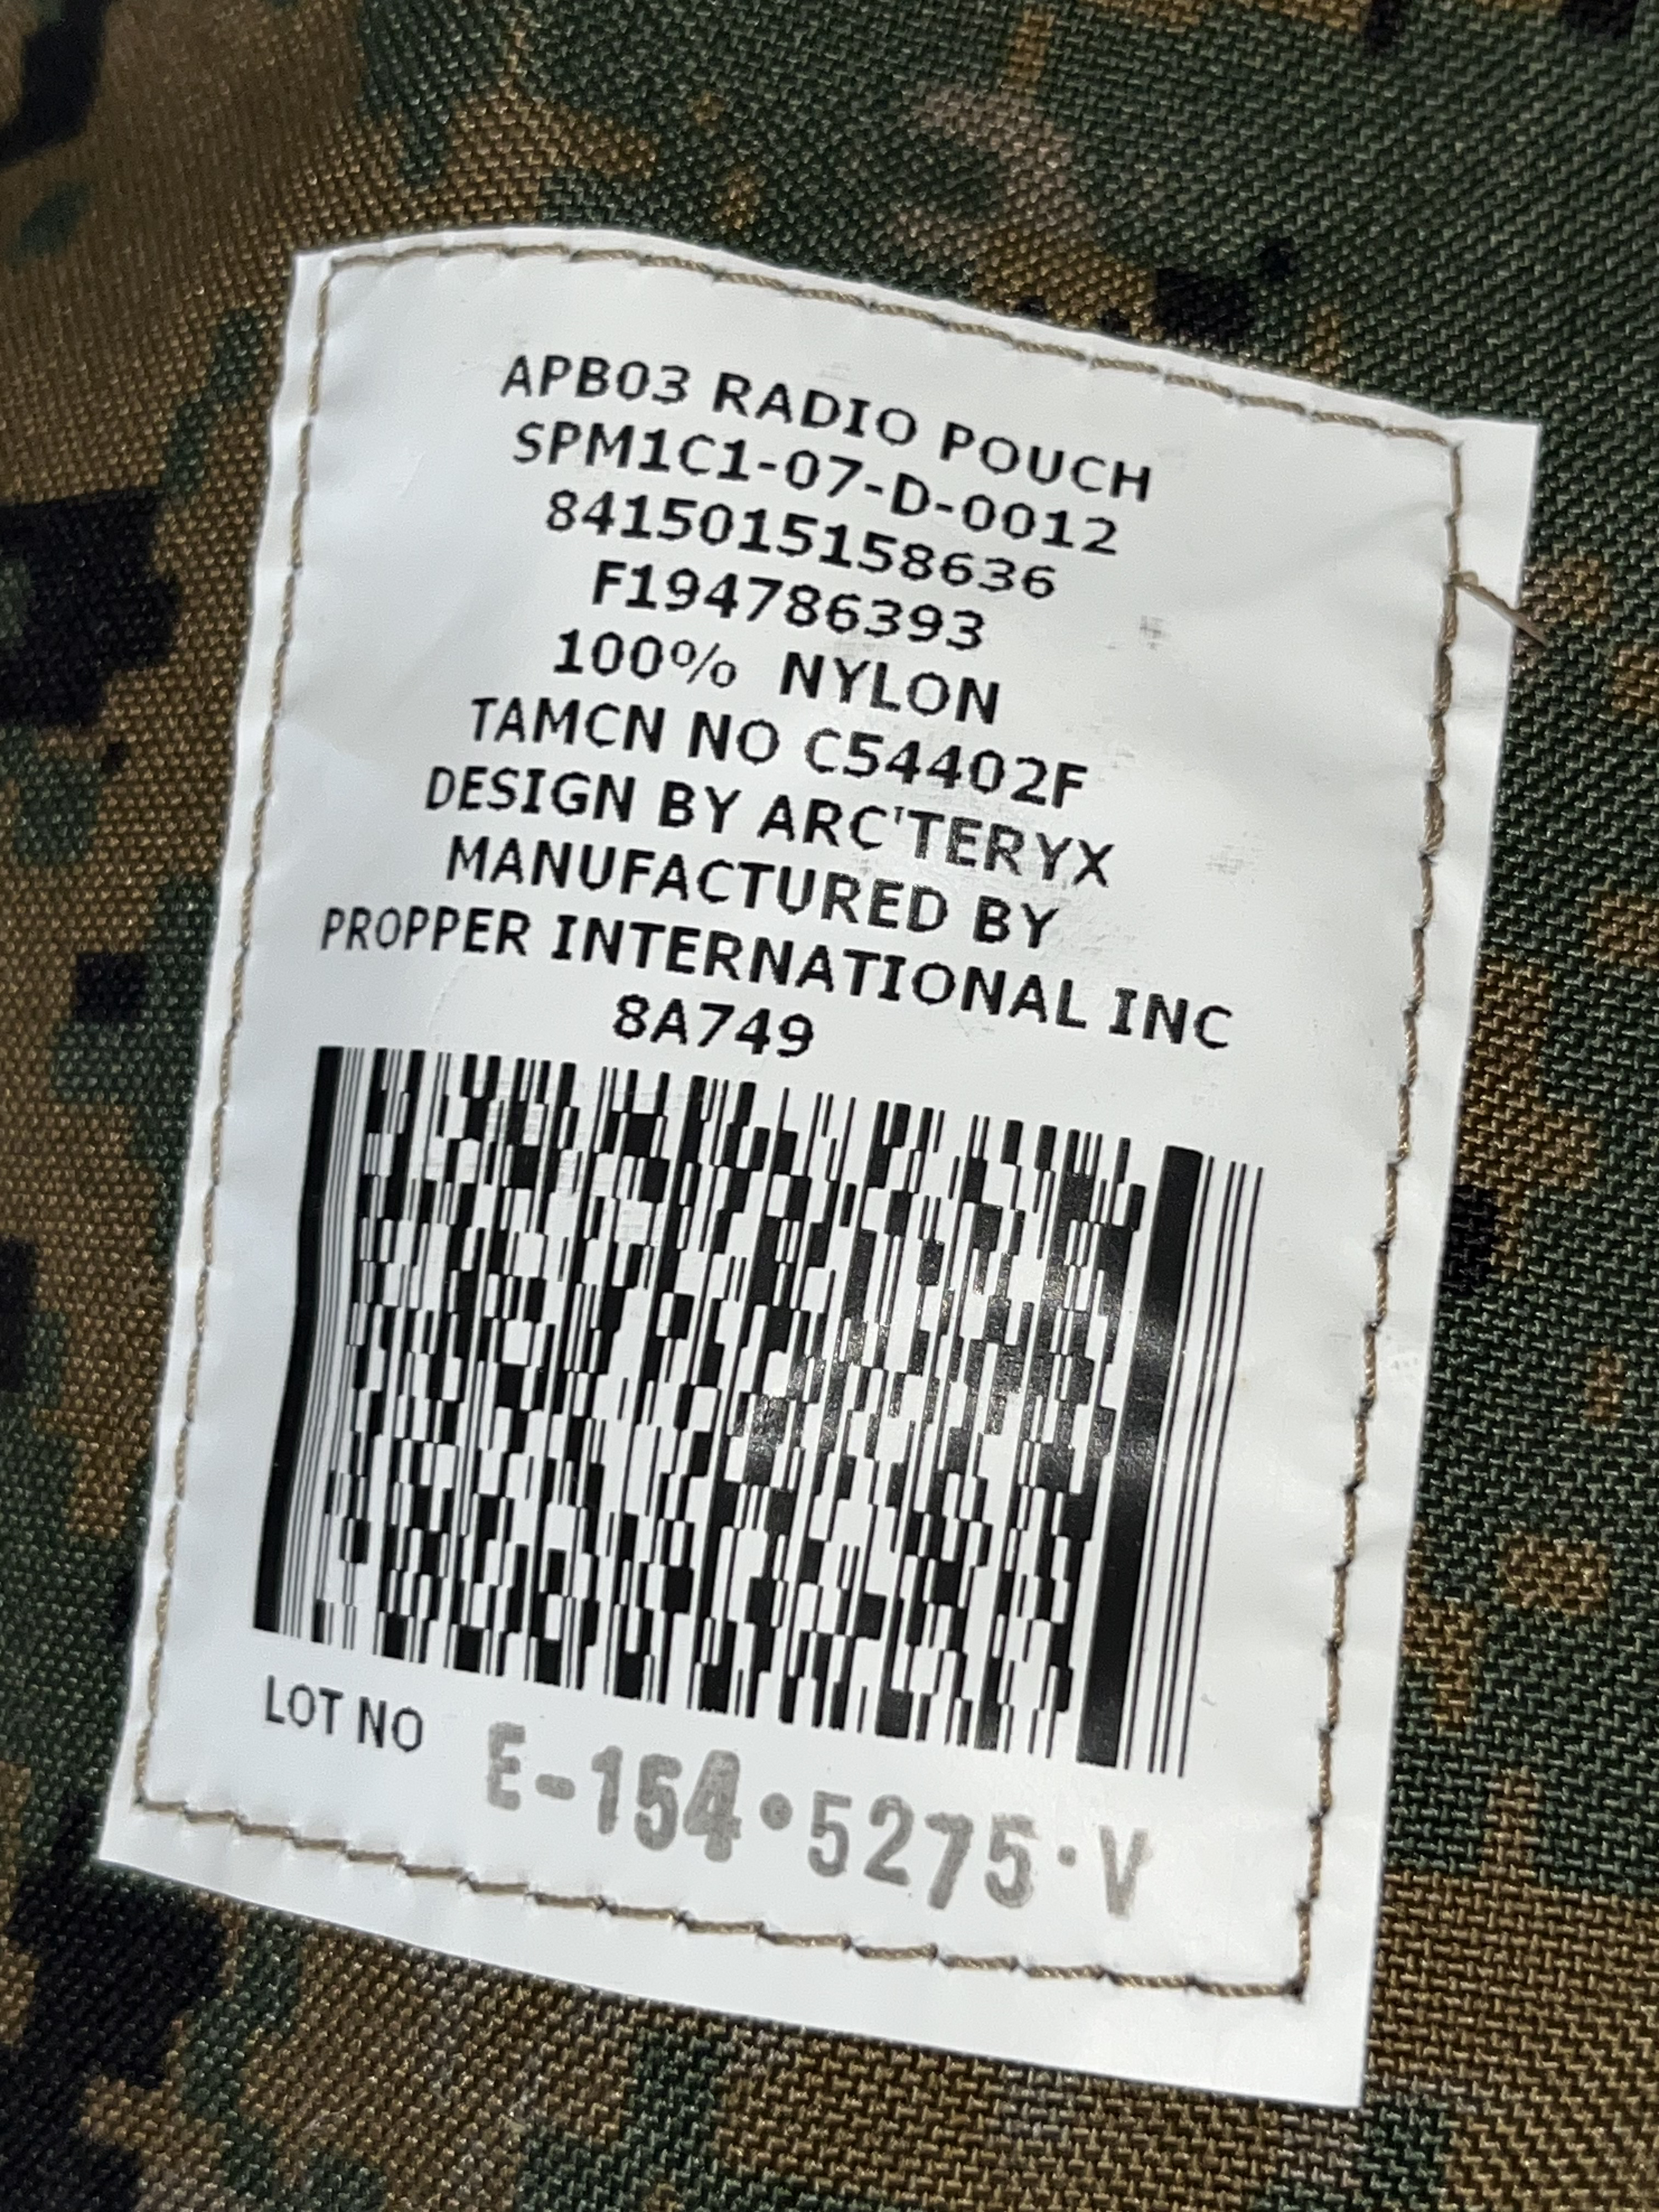 APB03 RADIO POUCH
SPM1C1-07-D-0012
8415015158636
F194786393
100% NYLON
TAMCN NO C54402F
DESIGN BY ARC'TERYX
MANUFACTURED BY
PROPPER INTERNATIONAL INC
8A749
LOT NO E-154•5275·V